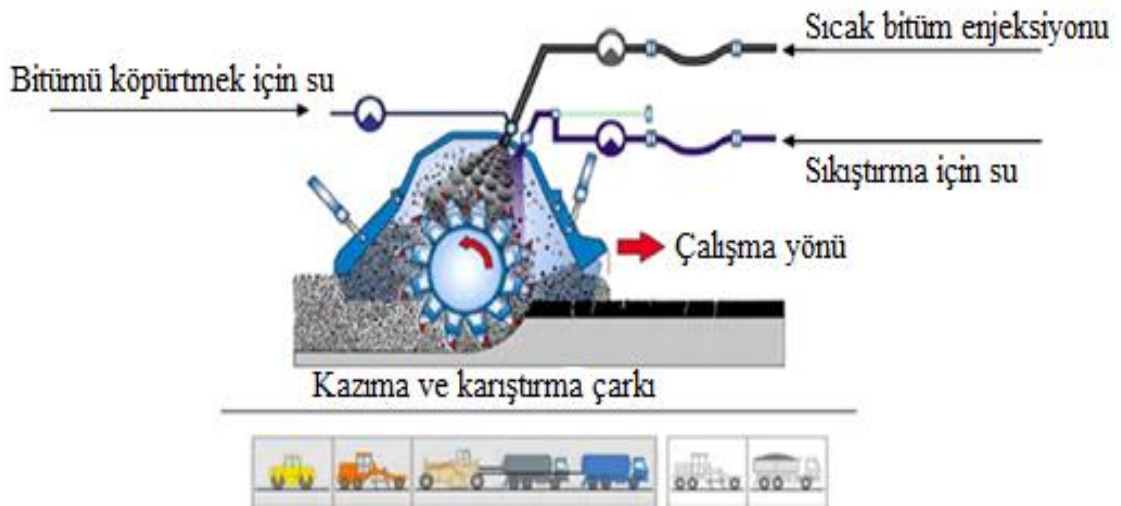 Sıcak bitüm enjeksiyonu
Bitümü köpürtmek için su
Sıkıştırma için su
Çalışma yönü
Kazıma ve karıştırma çarkı